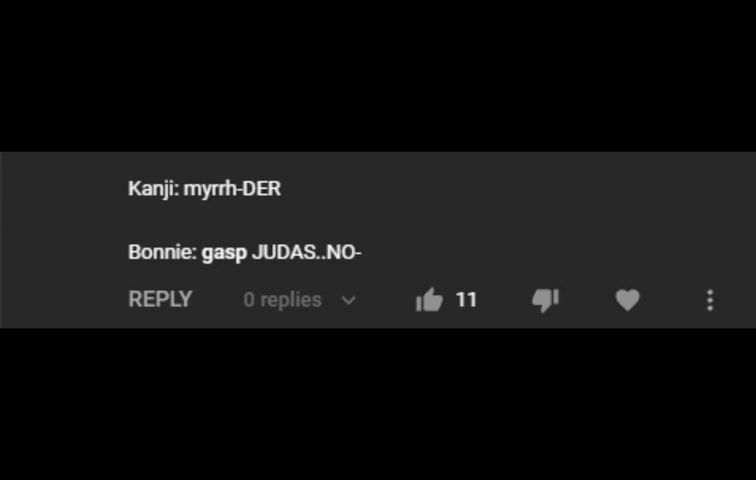 Kanji: myrrh-DER
Bonnie: gasp JUDAS..NO-
REPLY 0 replies 11